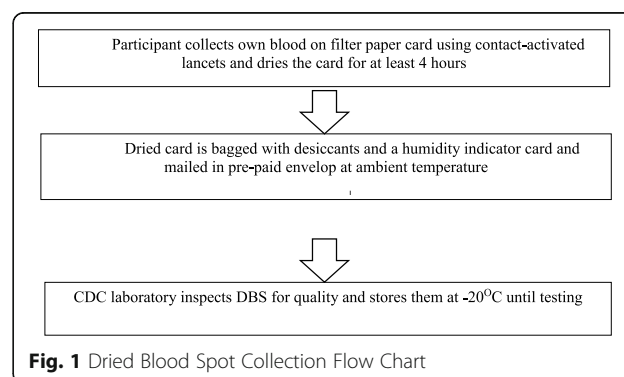 Participant collects own blood on filter paper card using contact-activated
lancets and dries the card for at least 4 hours
Dried card is bagged with desiccants and a humidity indicator card and
mailed in pre-paid envelop at ambient temperature
CDC laboratory inspects DBS for quality and stores them at -20⁰C until testing
Fig. 1 Dried Blood Spot Collection Flow Chart